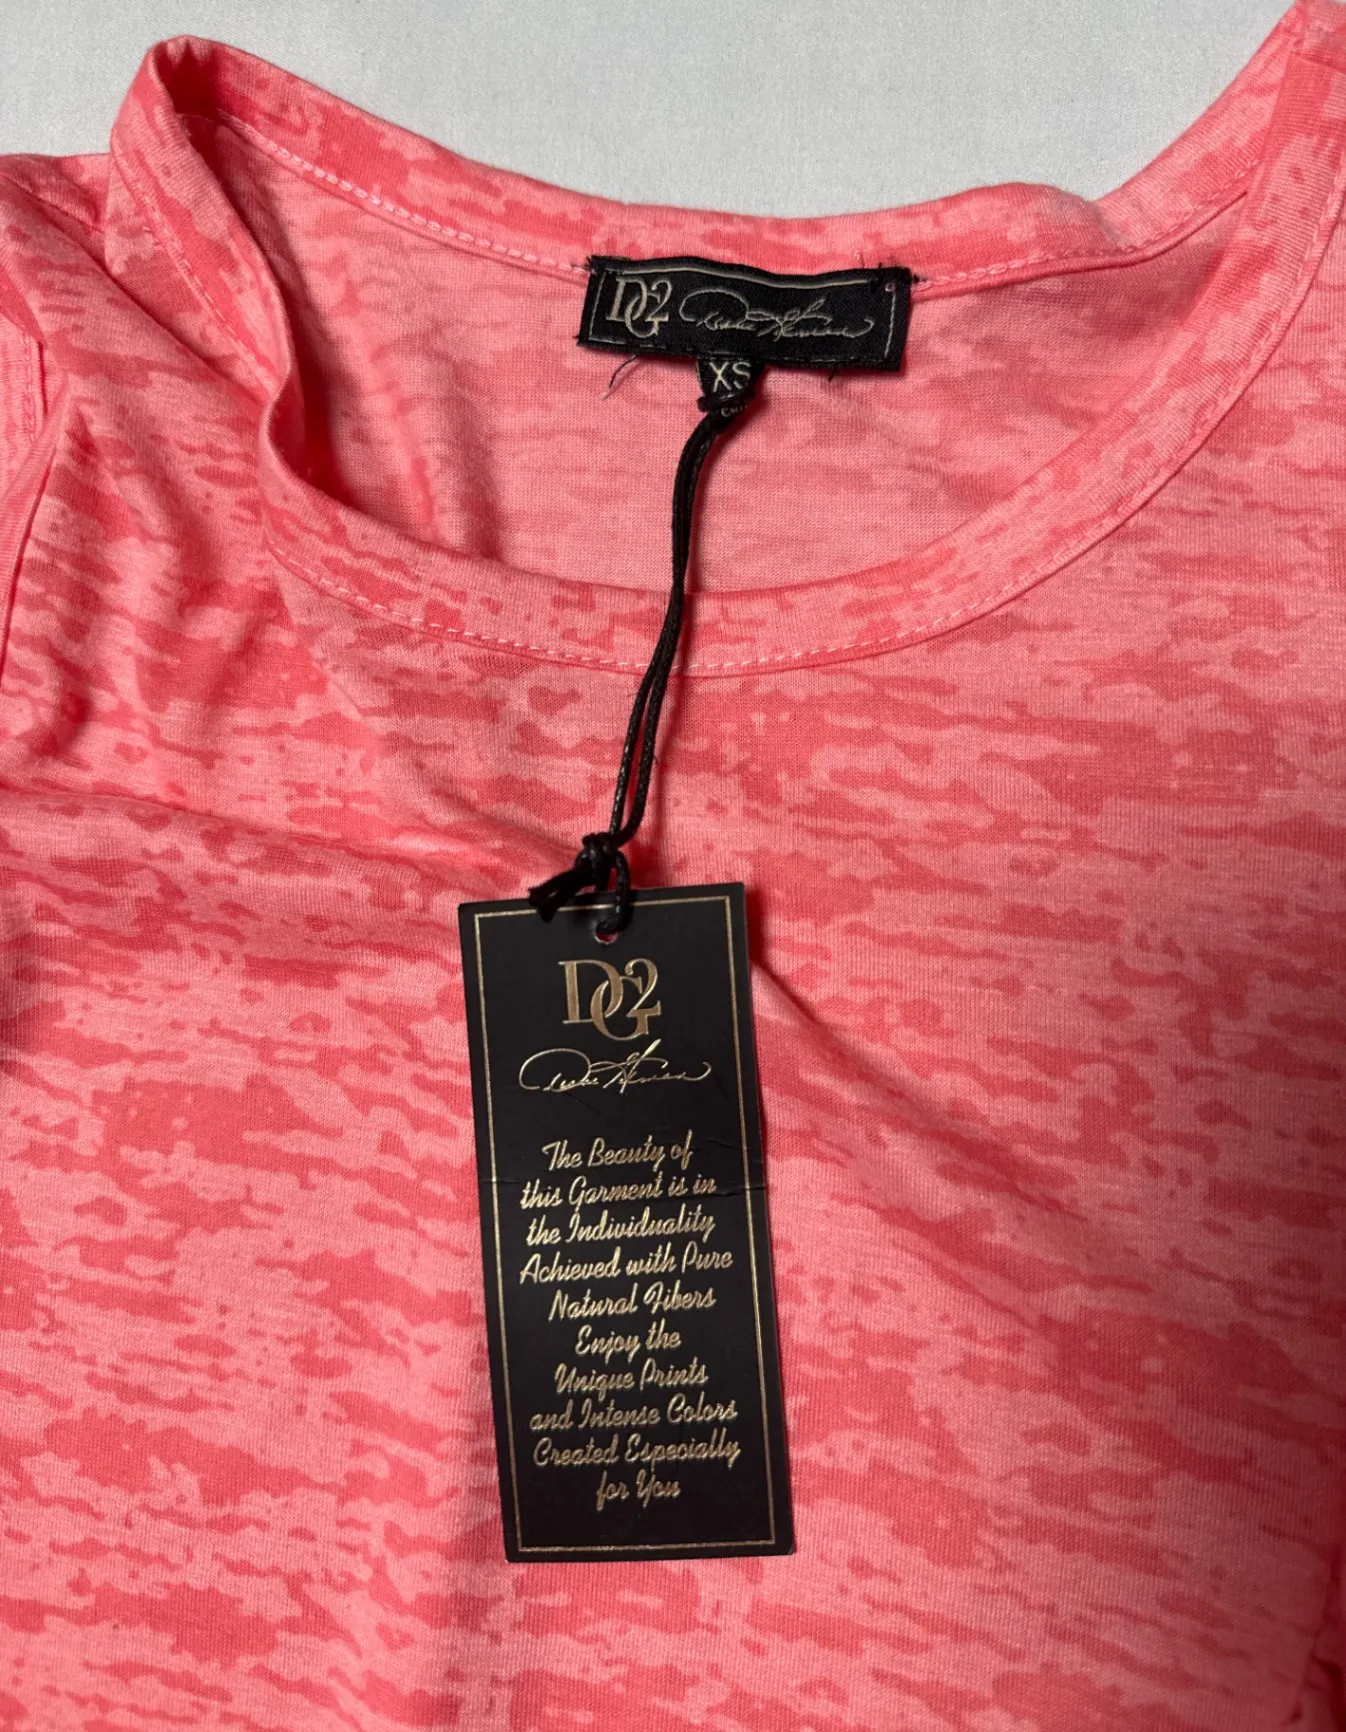 DG2
XS
DG2
The Beauty of
this Garment is in
the Individuality
Achieved with Pure
Natural Fibers
Enjoy the
Unique Prints
and Intense Colors
Created Especially
for You